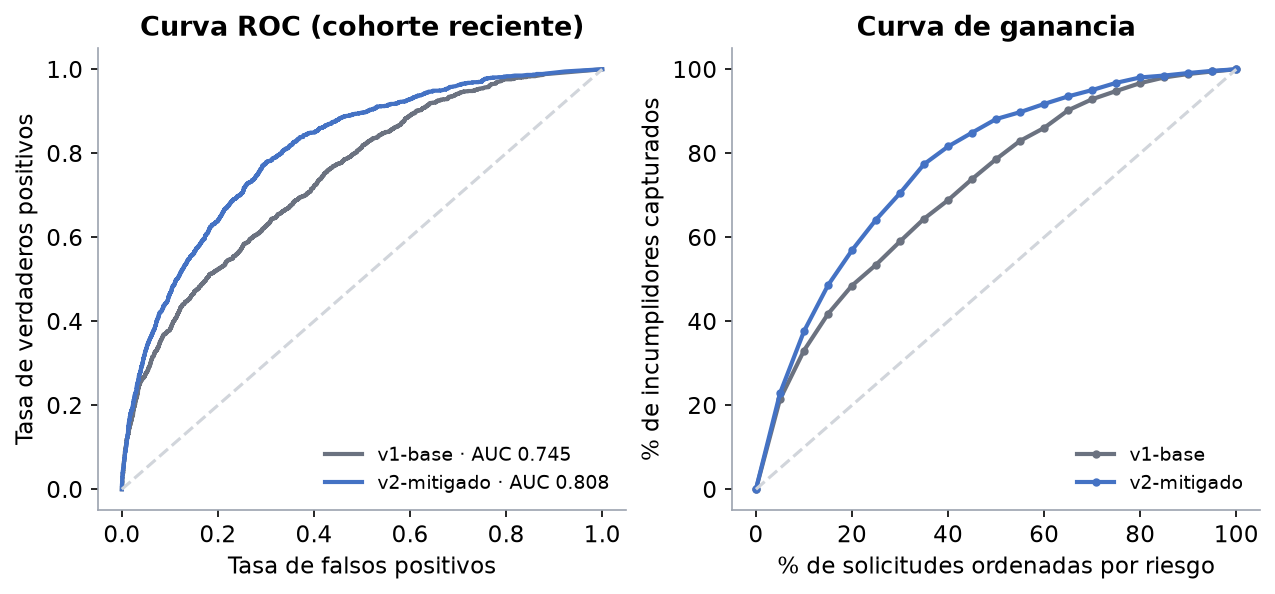 Curva ROC (cohorte reciente)
Tasa de verdaderos positivos
1.0
0.8
0.6
0.4
0.2
0.0
v1-base · AUC 0.745
v2-mitigado · AUC 0.808
0.0 0.2 0.4 0.6 0.8 1.0
Tasa de falsos positivos
Curva de ganancia
% de incumplidores capturados
100
80
60
40
20
0
v1-base
v2-mitigado
0 20 40 60 80 100
% de solicitudes ordenadas por riesgo